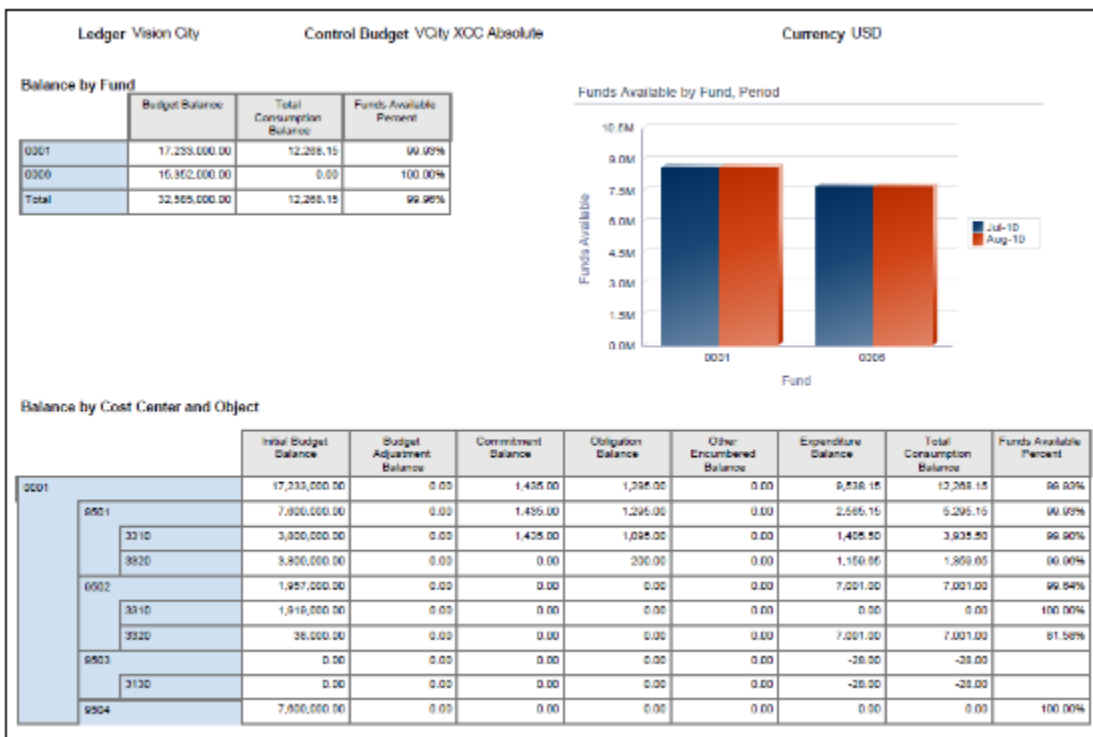 Ledger Vision City Control Budget VCity XCC Absolute Currency USD
Balance by Fund
Budget Balance Total Consumption Balance Funds Available Percent
0001 17,233,000.00 12,268.15 99.93%
15,352,000.00 0.00 100.00%
Total 32,585,000.00 12,268.15 99.96%
Funds Available by Fund, Period
Funds Available
10.5M
9.0M
7.5M
6.0M
4.5M
3.0M
1.5M
0.0M
0001
Fund
Jul-10
Aug-10
Balance by Cost Center and Object
Initial Budget Balance Budget Adjustment Balance Commitment Balance Obligation Balance Other Encumbered Balance Expenditure Balance Total Consumption Balance Funds Available Percent
0001 17,233,000.00 0.00 1,435.00 1,295.00 0.00 9,538.15 12,268.15 99.93%
9501 7,600,000.00 0.00 1,435.00 1,295.00 0.00 2,565.15 5,295.15 99.93%
3310 3,800,000.00 0.00 1,435.00 1,095.00 0.00 1,405.50 3,935.50 99.90%
3320 3,800,000.00 0.00 0.00 200.00 0.00 1,159.65 1,359.65 99.96%
9502 1,957,000.00 0.00 0.00 0.00 0.00 7,001.00 7,001.00 99.64%
3310 1,919,000.00 0.00 0.00 0.00 0.00 0.00 0.00 100.00%
3320 38,000.00 0.00 0.00 0.00 0.00 7,001.00 7,001.00 81.58%
9503 0.00 0.00 0.00 0.00 0.00 -28.00 -28.00
3130 0.00 0.00 0.00 0.00 0.00 -28.00 -28.00
9504 7,600,000.00 0.00 0.00 0.00 0.00 0.00 0.00 100.00%